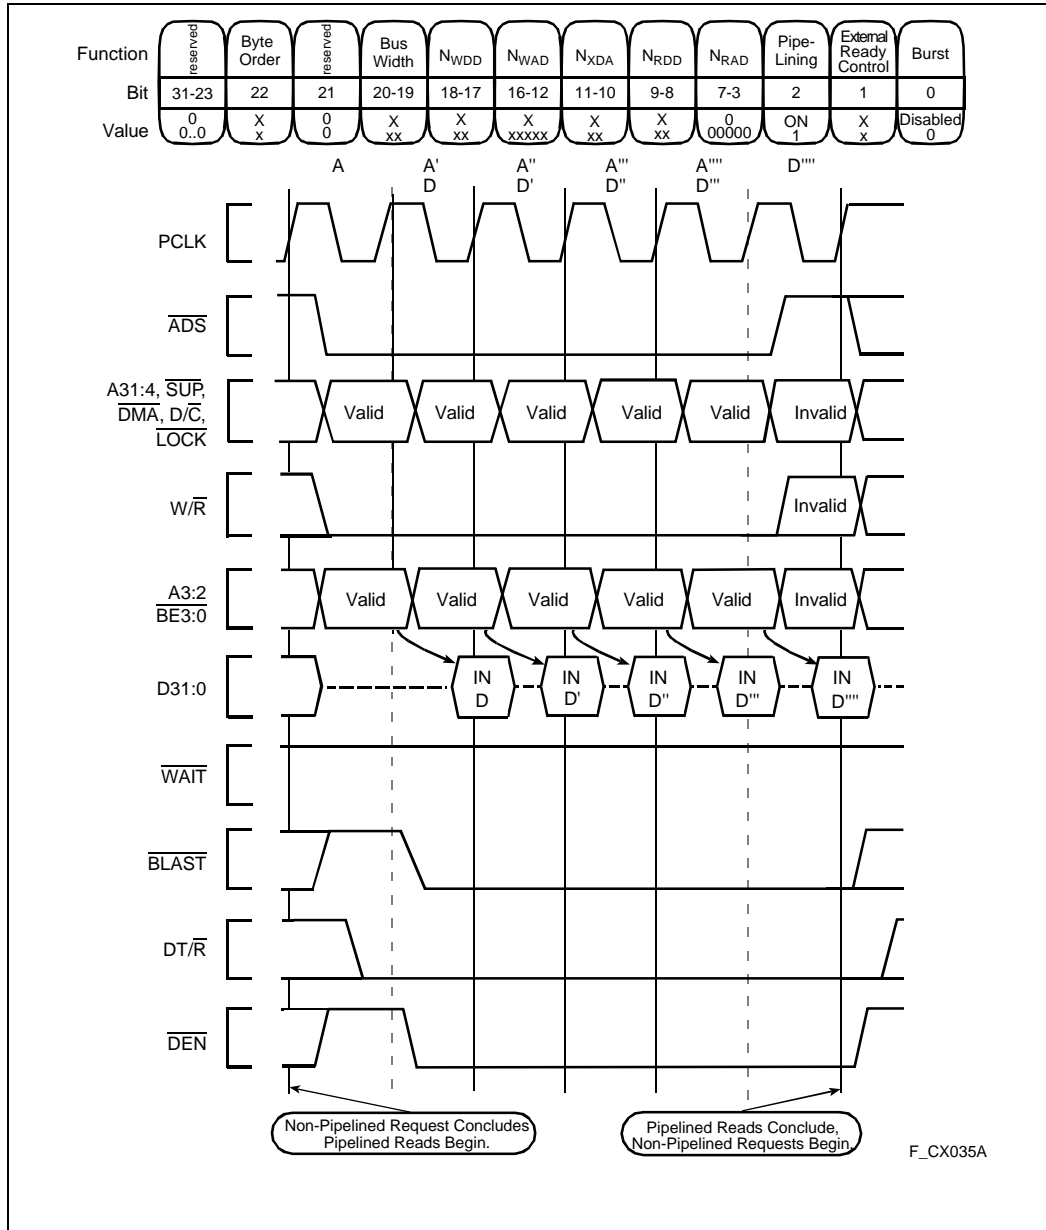 Function reserved Byte Order reserved Bus Width NWDD NWAD NXDA NRDD NRAD Pipe-Lining External Ready Control Burst
Bit 31-23 22 21 20-19 18-17 16-12 11-10 9-8 7-3 2 1 0
Value 0 0..0 X x 0 0 X xx X xx X xxxxx X xx X xx 0 00000 ON 1 X x Disabled 0
A A' A'' A''' A'''' D''''
D D' D'' D'''
PCLK
ADS
A31:4, SUP,
DMA, D/C,
LOCK
Valid Valid Valid Valid Valid Invalid
W/R Invalid
A3:2
BE3:0
Valid Valid Valid Valid Valid Invalid
D31:0
IN IN IN IN IN
D D' D'' D''' D''''
WAIT
BLAST
DT/R
DEN
Non-Pipelined Request Concludes
Pipelined Reads Begin.
Pipelined Reads Conclude,
Non-Pipelined Requests Begin.
F_CX035A